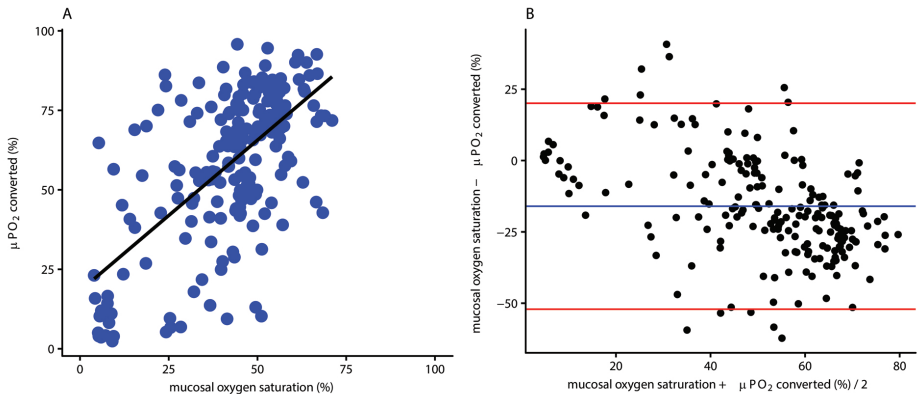 A
μ PO2 converted (%)
100
75
50
25
0
0 25 50 75 100
mucosal oxygen saturation (%)
B
mucosal oxygen saturation − μ PO2 converted (%)
25
0
−25
−50
20 40 60 80
mucosal oxygen satruration + μ PO2 converted (%) / 2